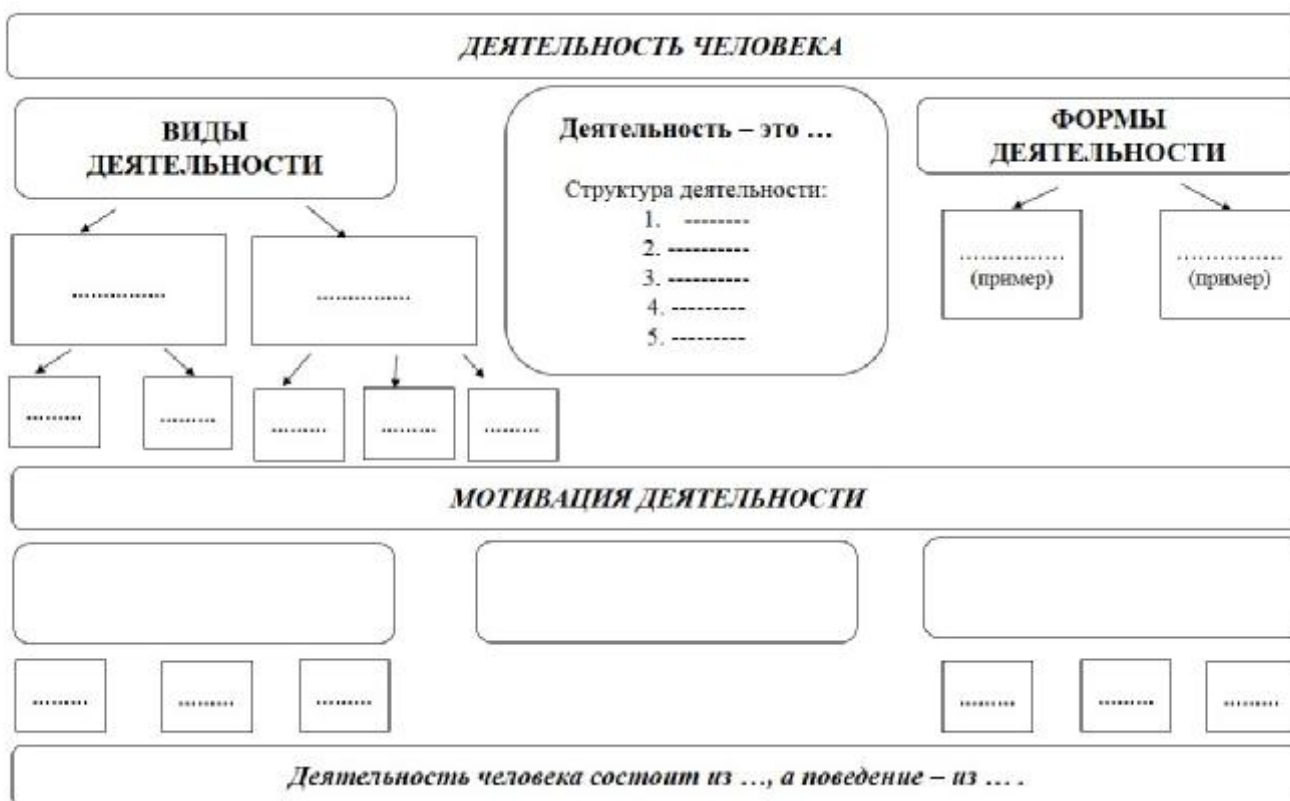 ДЕЯТЕЛЬНОСТЬ ЧЕЛОВЕКА
ВИДЫ
ДЕЯТЕЛЬНОСТИ
...............
...............
.........
.........
.........
.........
.........
Деятельность – это …
Структура деятельности:
1. --------
2. ----------
3. ----------
4. ---------
5. ---------
ФОРМЫ
ДЕЯТЕЛЬНОСТИ
...............
(пример)
...............
(пример)
МОТИВАЦИЯ ДЕЯТЕЛЬНОСТИ
.........
.........
.........
.........
.........
.........
Деятельность человека состоит из …, а поведение – из … .